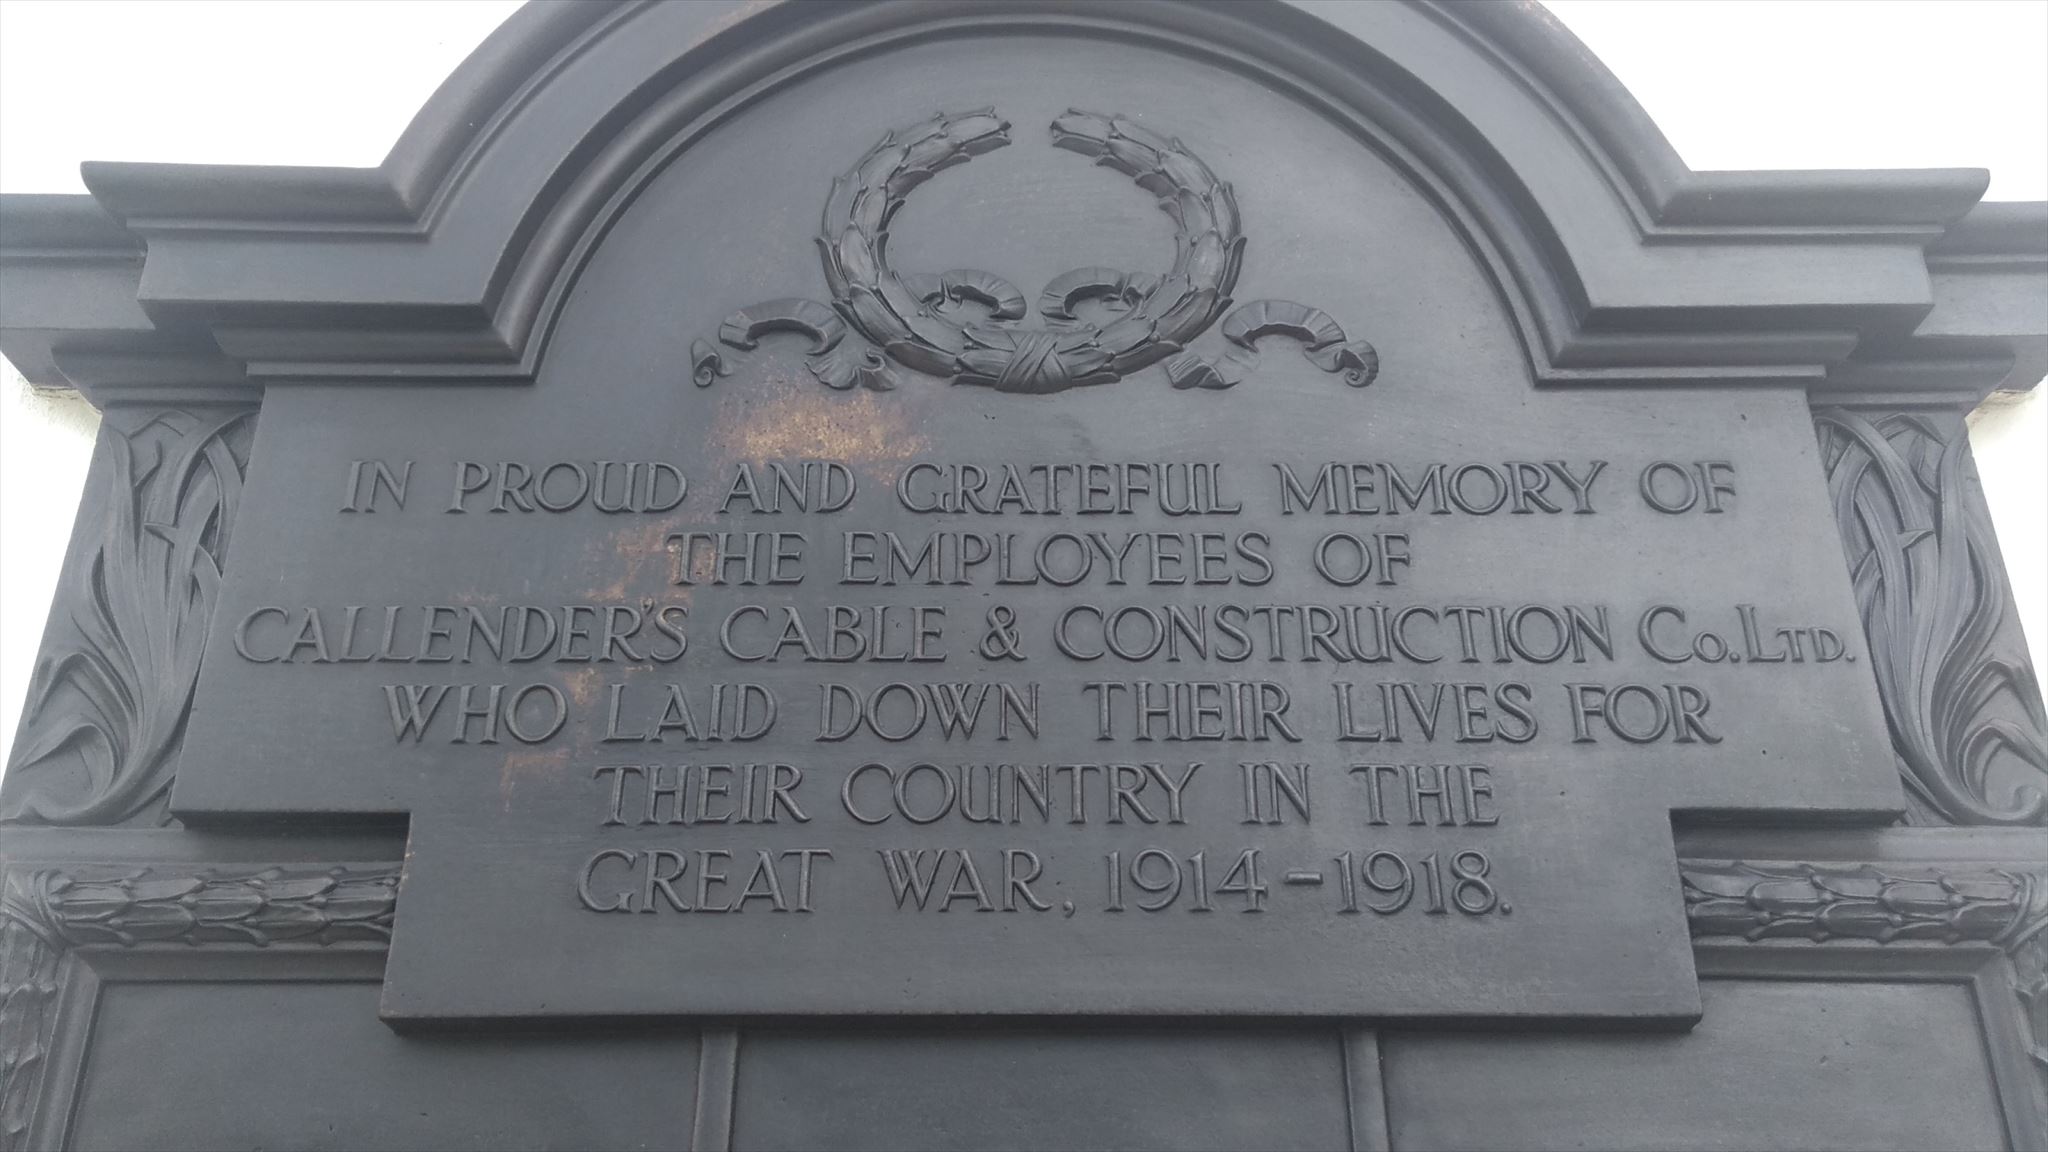 IN PROUD AND GRATEFUL MEMORY OF
THE EMPLOYEES OF
CALLENDER'S CABLE & CONSTRUCTION Co. LTD.
WHO LAID DOWN THEIR LIVES FOR
THEIR COUNTRY IN THE
GREAT WAR, 1914-1918.